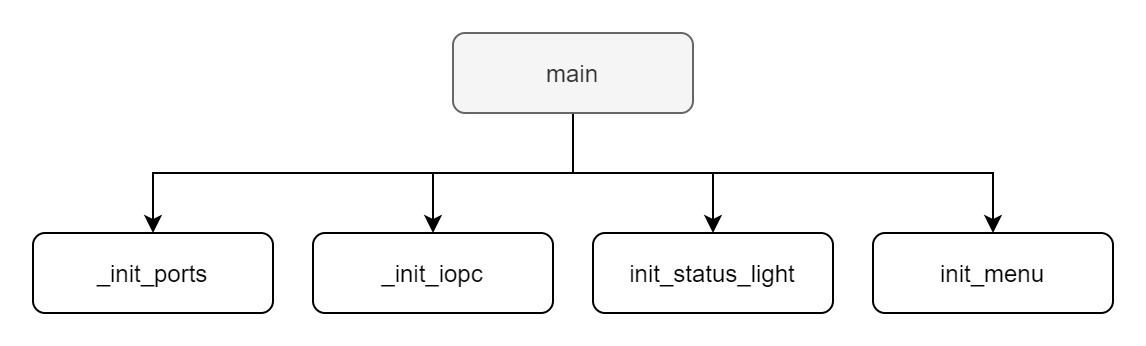 main
_init_ports
_init_iopc
init_status_light
init_menu